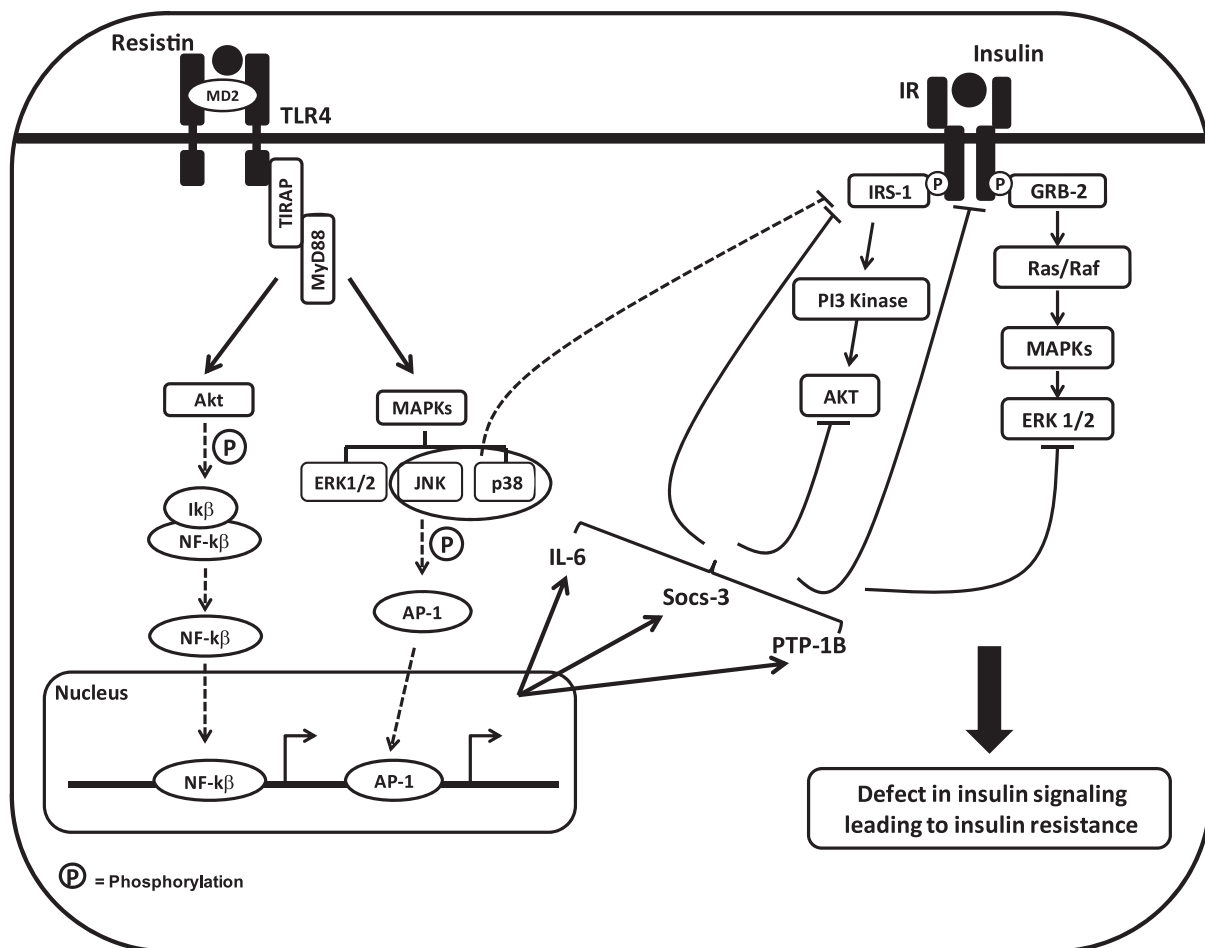 Resistin
MD2
TLR4
TIRAP
MyD88
Insulin
IR
IRS-1
P
P
GRB-2
PI3 Kinase
Ras/Raf
AKT
MAPKs
ERK 1/2
Akt
MAPKs
P
ERK1/2
JNK
p38
Ikβ
NF-kβ
P
IL-6
Socs-3
PTP-1B
AP-1
NF-kβ
Nucleus
NF-kβ
AP-1
Defect in insulin signaling
leading to insulin resistance
P = Phosphorylation